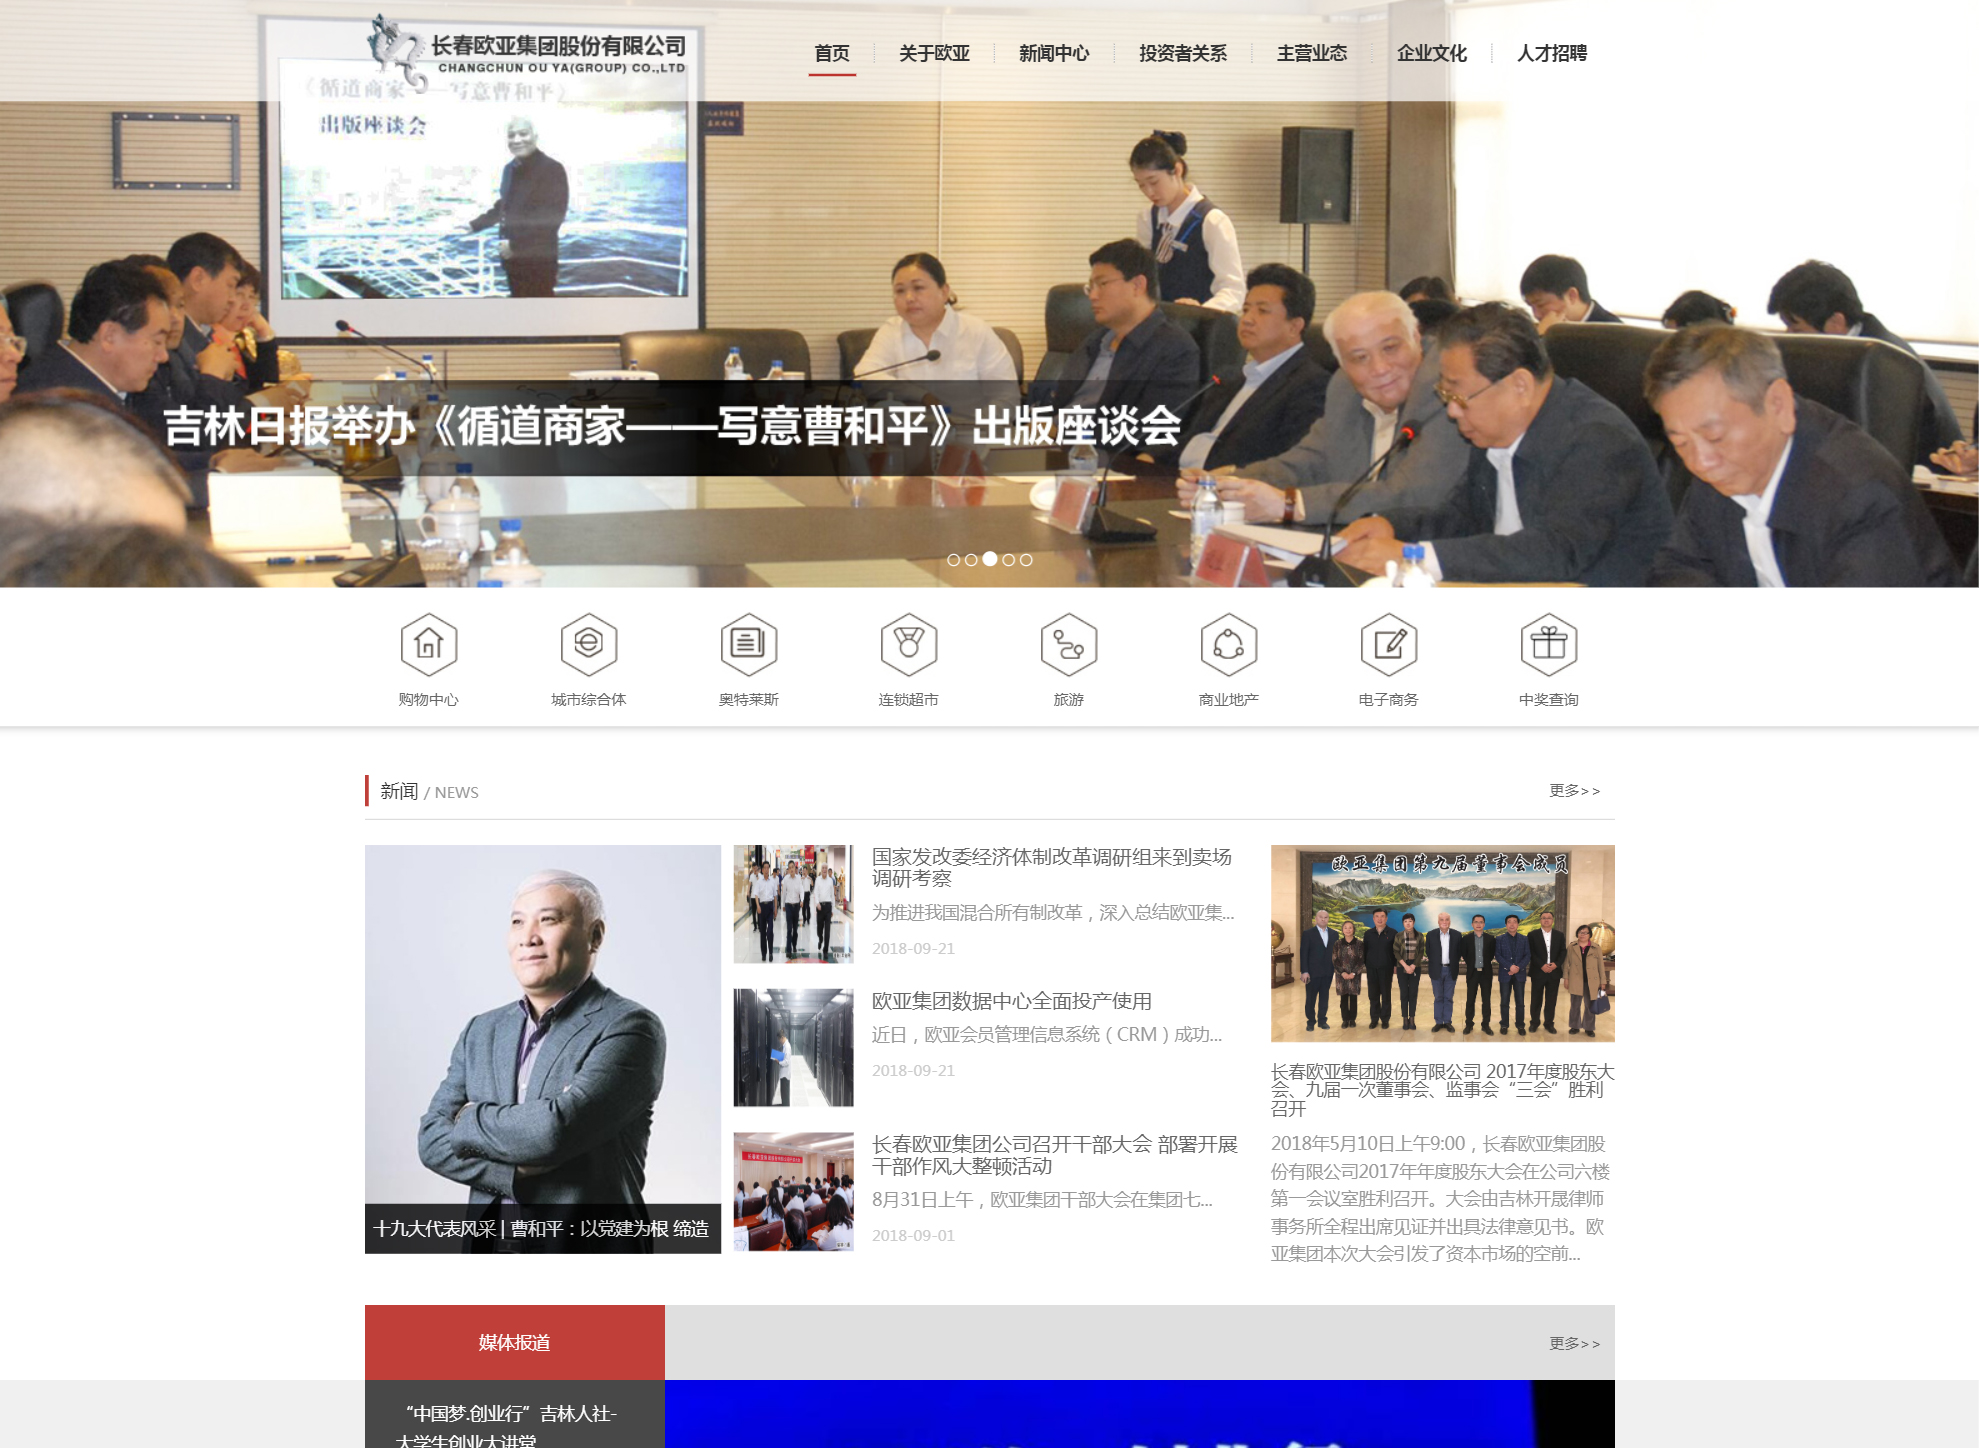 长春欧亚集团股份有限公司
CHANGCHUN OU YA(GROUP) CO.,LTD
首页
关于欧亚
新闻中心
投资者关系
主营业态
企业文化
人才招聘
《循道商家——写意曹和平》
出版座谈会
吉林日报举办《循道商家——写意曹和平》出版座谈会
购物中心
城市综合体
奥特莱斯
连锁超市
旅游
商业地产
电子商务
中奖查询
新闻 / NEWS
更多>>
十九大代表风采 | 曹和平：以党建为根 缔造
国家发改委经济体制改革调研组来到卖场
调研考察
为推进我国混合所有制改革，深入总结欧亚集...
2018-09-21
欧亚集团数据中心全面投产使用
近日，欧亚会员管理信息系统（CRM）成功...
2018-09-21
长春欧亚集团公司召开干部大会 部署开展
干部作风大整顿活动
8月31日上午，欧亚集团干部大会在集团七...
2018-09-01
欧亚集团第九届董事会成员
长春欧亚集团股份有限公司 2017年度股东大
会、九届一次董事会、监事会“三会”胜利
召开
2018年5月10日上午9:00，长春欧亚集团股
份有限公司2017年年度股东大会在公司六楼
第一会议室胜利召开。大会由吉林开晟律师
事务所全程出席见证并出具法律意见书。欧
亚集团本次大会引发了资本市场的空前...
媒体报道
更多>>
“中国梦.创业行”吉林人社-
大学生创业大讲堂